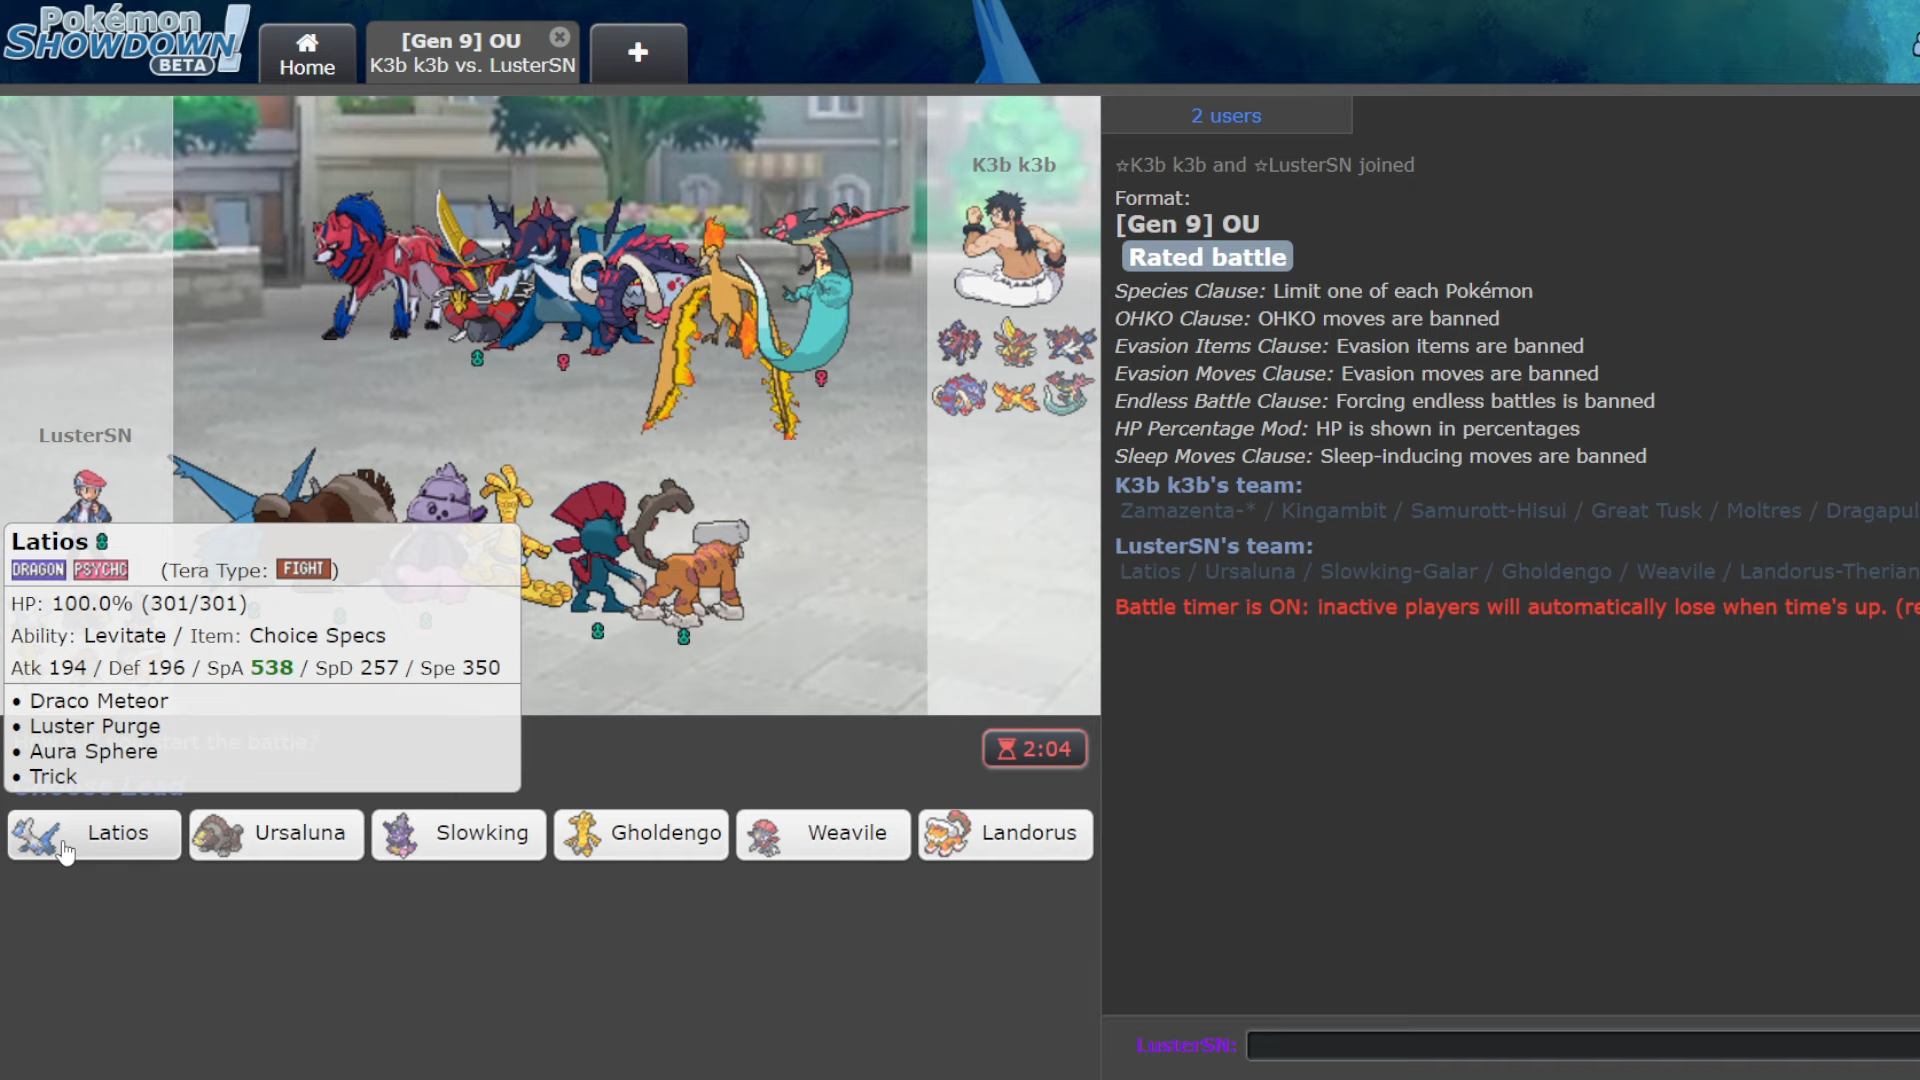 Pokémon
SHOWDOWN!
BETA
Home
[Gen 9] OU
K3b k3b vs. LusterSN
+
K3b k3b
LusterSN
Latios
DRAGON PSYCHC (Tera Type: FIGHT)
HP: 100.0% (301/301)
Ability: Levitate / Item: Choice Specs
Atk 194 / Def 196 / SpA 538 / SpD 257 / Spe 350
• Draco Meteor
• Luster Purge
• Aura Sphere
• Trick
2:04
Latios
Ursaluna
Slowking
Gholdengo
Weavile
Landorus
2 users
☆K3b k3b and ☆LusterSN joined
Format:
[Gen 9] OU
Rated battle
Species Clause: Limit one of each Pokémon
OHKO Clause: OHKO moves are banned
Evasion Items Clause: Evasion items are banned
Evasion Moves Clause: Evasion moves are banned
Endless Battle Clause: Forcing endless battles is banned
HP Percentage Mod: HP is shown in percentages
Sleep Moves Clause: Sleep-inducing moves are banned
K3b k3b's team:
Zamazenta-* / Kingambit / Samurott-Hisui / Great Tusk / Moltres / Dragapul
LusterSN's team:
Latios / Ursaluna / Slowking-Galar / Gholdengo / Weavile / Landorus-Therian
Battle timer is ON: inactive players will automatically lose when time's up. (re
LusterSN: